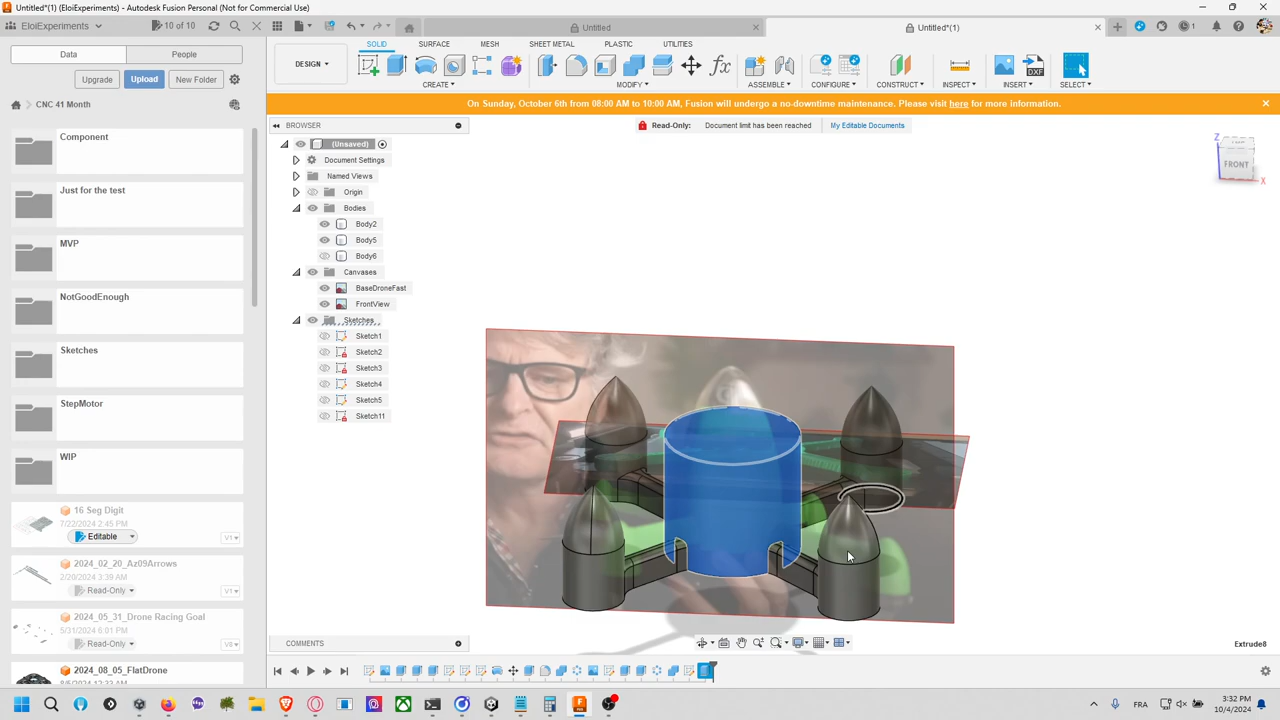 Untitled*(1) - Autodesk Fusion Personal (Not for Commercial Use)
EloiExperiments
10 of 10
Untitled
Untitled*(1)
1
Data
People
Upgrade
Upload
New Folder
CNC 41 Month
Component
Just for the test
MVP
NotGoodEnough
Sketches
StepMotor
WIP
16 Seg Digit
7/22/2024 2:45 PM
Editable
V1
2024_02_20_Az09Arrows
2/20/2024 3:39 AM
Read-Only
V1
2024_05_31_Drone Racing Goal
5/31/2024 6:01 PM
Read-Only
V8
2024_08_05_FlatDrone
DESIGN
SOLID
SURFACE
MESH
SHEET METAL
PLASTIC
UTILITIES
CREATE
MODIFY
ASSEMBLE
CONFIGURE
CONSTRUCT
INSPECT
INSERT
SELECT
On Sunday, October 6th from 08:00 AM to 10:00 AM, Fusion will undergo a no-downtime maintenance. Please visit here for more information.
BROWSER
Read-Only:
Document limit has been reached
My Editable Documents
(Unsaved)
Document Settings
Named Views
Origin
Bodies
Body2
Body5
Body6
Canvases
BaseDroneFast
FrontView
Sketches
Sketch1
Sketch2
Sketch3
Sketch4
Sketch5
Sketch11
Z
TOP
FRONT
X
COMMENTS
Extrude8
FRA
3:32 PM
10/4/2024